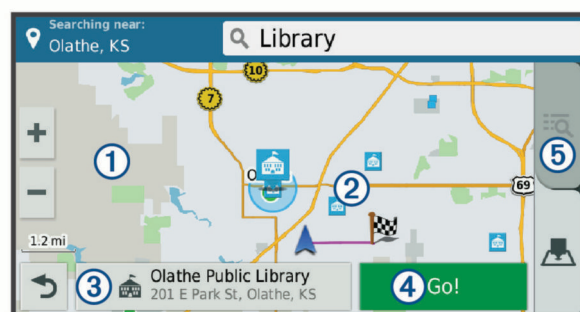 Searching near:
Olathe, KS
Library
10
7
1
5
O
2
69
1.2 mi
3
Olathe Public Library
201 E Park St, Olathe, KS
4
Go!